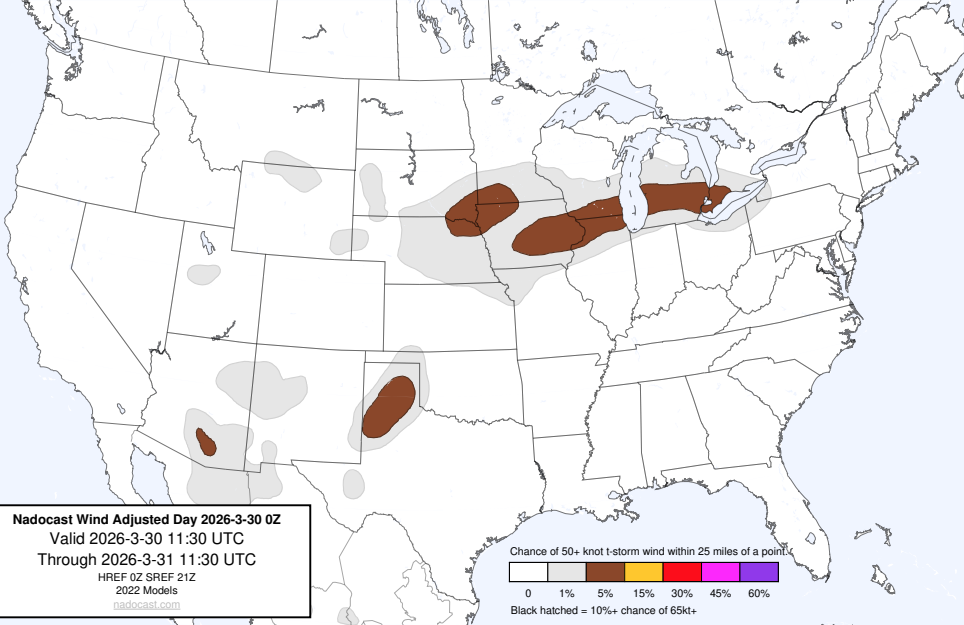 Nadocast Wind Adjusted Day 2026-3-30 0Z
Valid 2026-3-30 11:30 UTC
Through 2026-3-31 11:30 UTC
HREF 0Z SREF 21Z
2022 Models
nadocast.com
Chance of 50+ knot t-storm wind within 25 miles of a point.
0 1% 5% 15% 30% 45% 60%
Black hatched = 10%+ chance of 65kt+